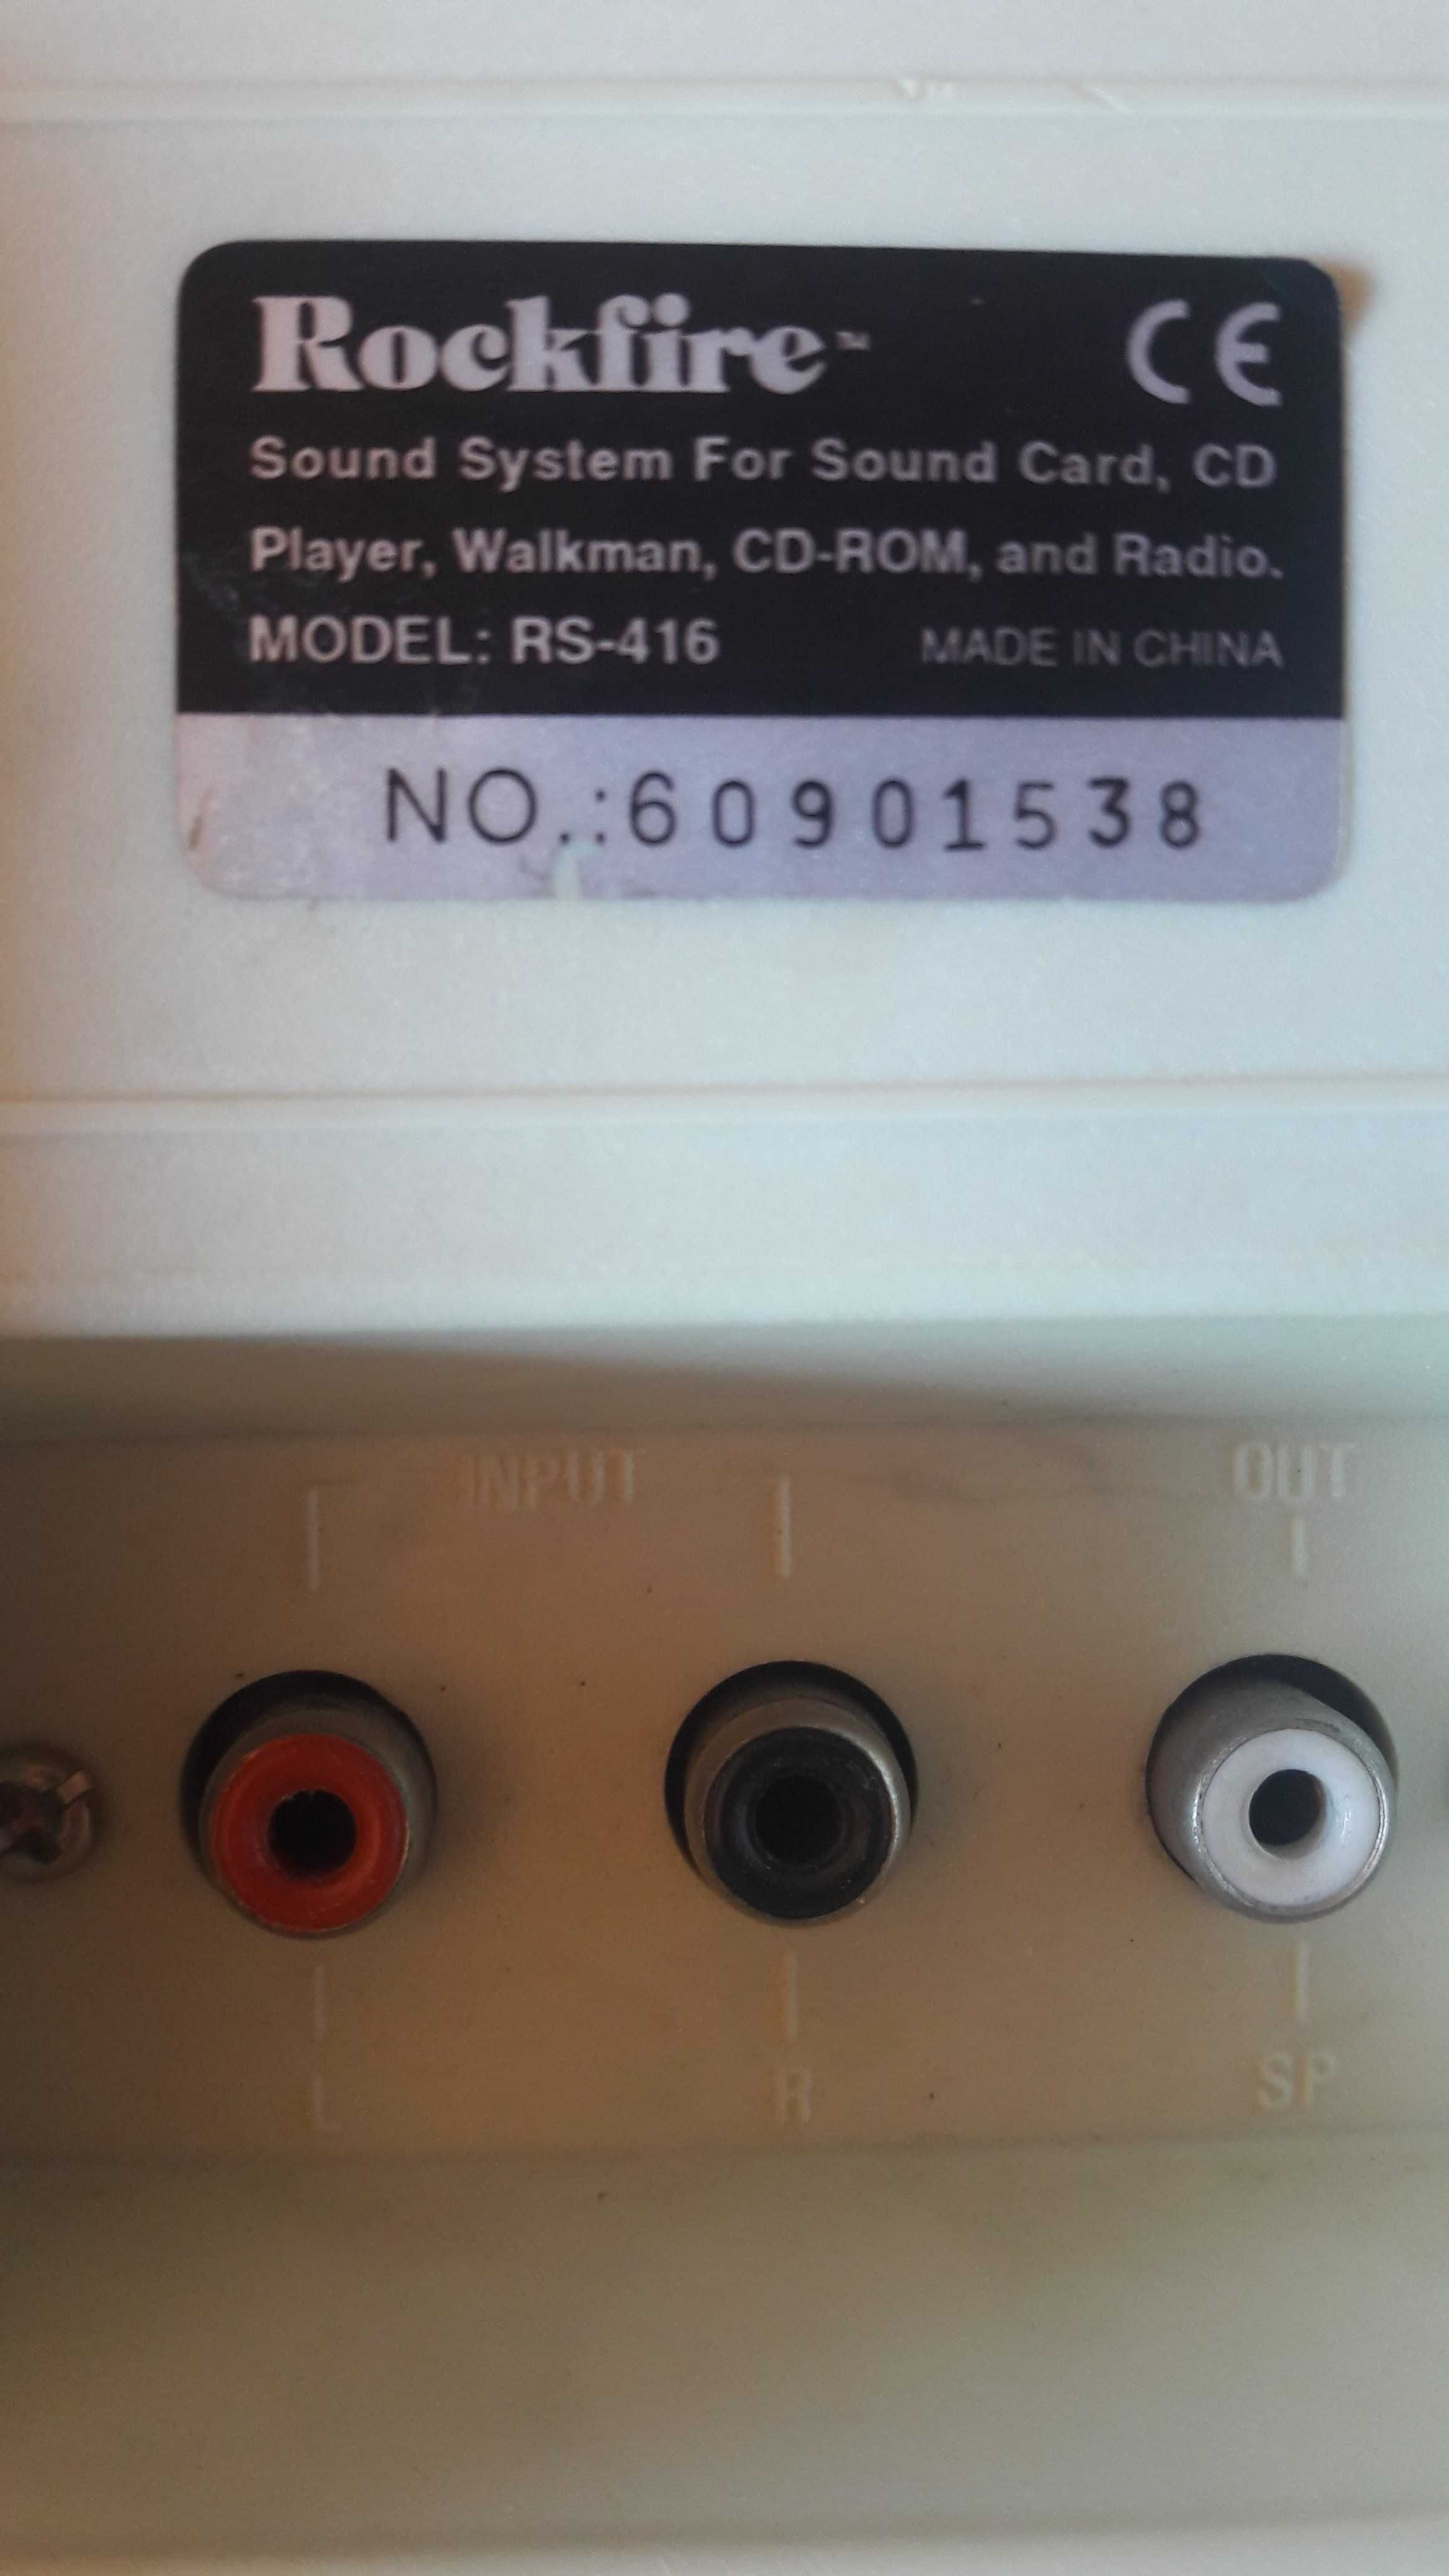 Rockfire™ CE
Sound System For Sound Card, CD
Player, Walkman, CD-ROM, and Radio.
MODEL: RS-416 MADE IN CHINA
NO.:60901538
INPUT OUT
L R SP